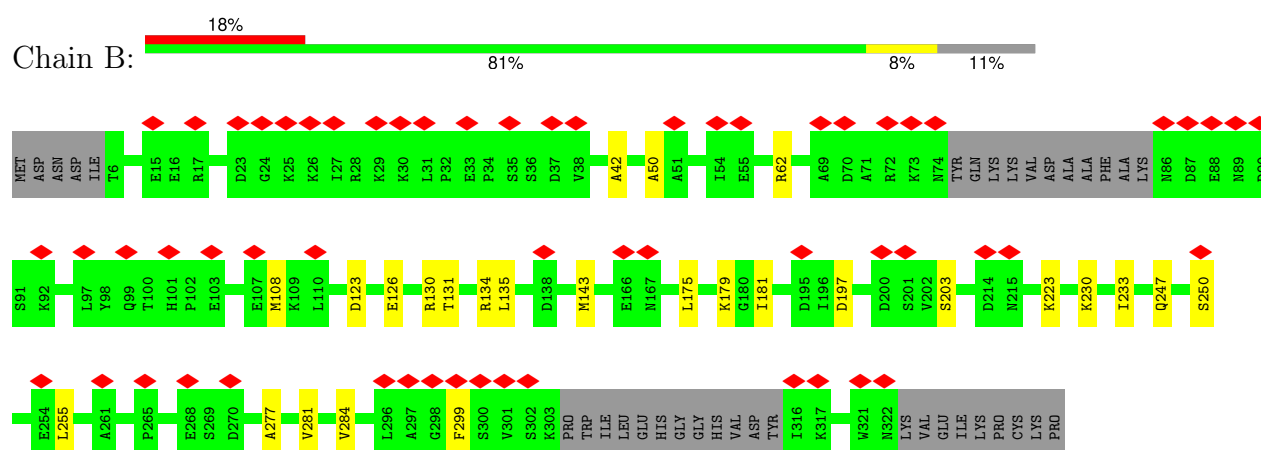 18%
Chain B:
81% 8% 11%
MET ASP ASN ASP ILE T6 E15 E16 R17 D23 G24 K25 K26 I27 R28 K29 K30 L31 P32 E33 P34 S35 S36 D37 V38 A42 A50 A51 I54 E55 R62 A69 D70 A71 R72 K73 N74 TYR GLN LYS LYS VAL ASP ALA ALA PHE ALA LYS N86 D87 E88 N89
S91 K92 L97 Y98 Q99 T100 H101 P102 E103 E107 M108 K109 L110 D123 E126 R130 T131 R134 L135 D138 M143 E166 N167 L175 K179 G180 I181 D195 I196 D197 D200 S201 V202 S203 D214 N215 K223 K230 I233 Q247 S250
E254 L255 A261 P265 E268 S269 D270 A277 V281 V284 L296 A297 G298 F299 S300 V301 S302 K303 PRO TRP ILE LEU GLU HIS GLY GLY HIS VAL ASP TYR I316 K317 W321 N322 LYS VAL GLU ILE LYS PRO CYS LYS PRO